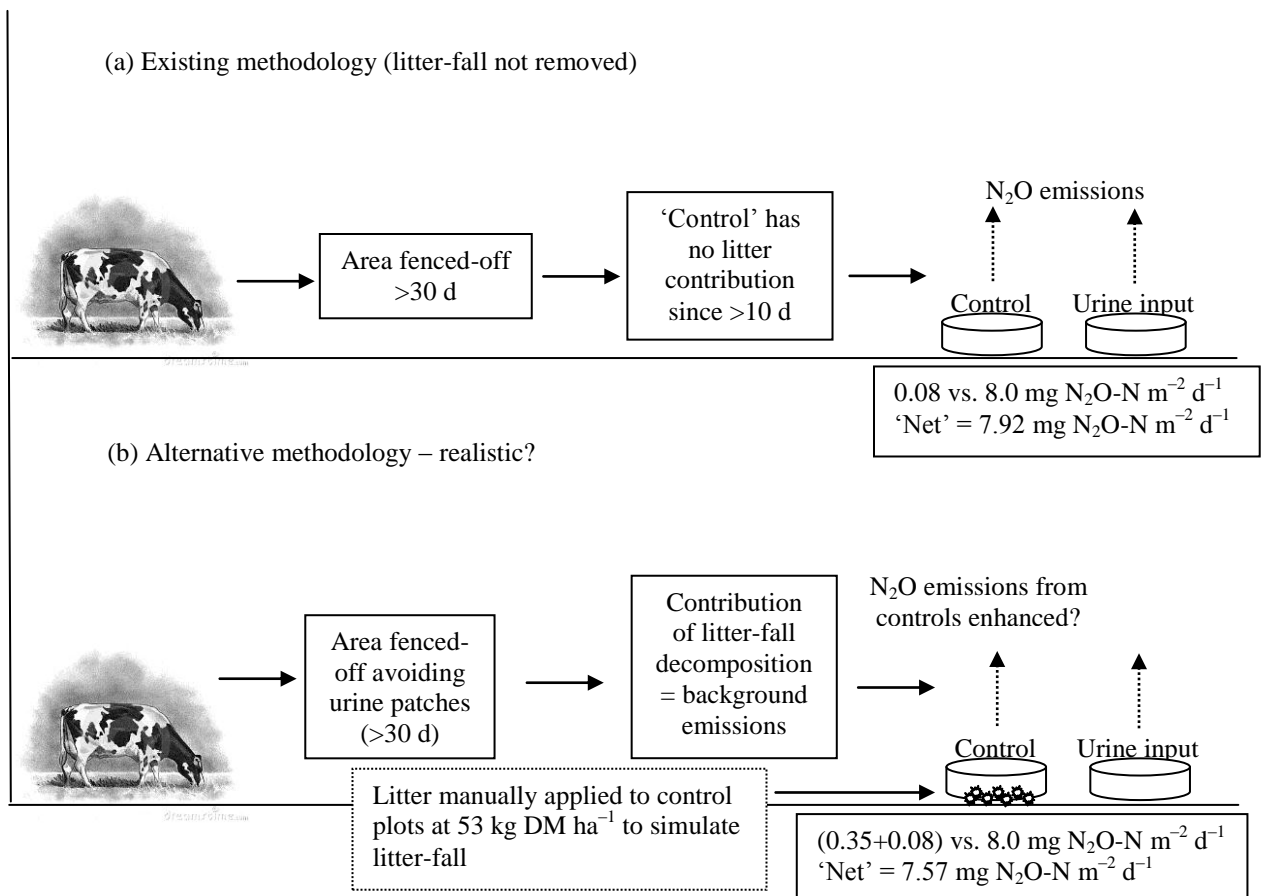 (a) Existing methodology (litter-fall not removed)
Area fenced-off
>30 d
‘Control’ has
no litter
contribution
since >10 d
N₂O emissions
Control
Urine input
0.08 vs. 8.0 mg N₂O-N m⁻² d⁻¹
‘Net’ = 7.92 mg N₂O-N m⁻² d⁻¹
dreamstime.com
(b) Alternative methodology – realistic?
Area fenced-
off avoiding
urine patches
(>30 d)
Contribution
of litter-fall
decomposition
= background
emissions
N₂O emissions from
controls enhanced?
Control
Urine input
Litter manually applied to control
plots at 53 kg DM ha⁻¹ to simulate
litter-fall
(0.35+0.08) vs. 8.0 mg N₂O-N m⁻² d⁻¹
‘Net’ = 7.57 mg N₂O-N m⁻² d⁻¹
dreamstime.com